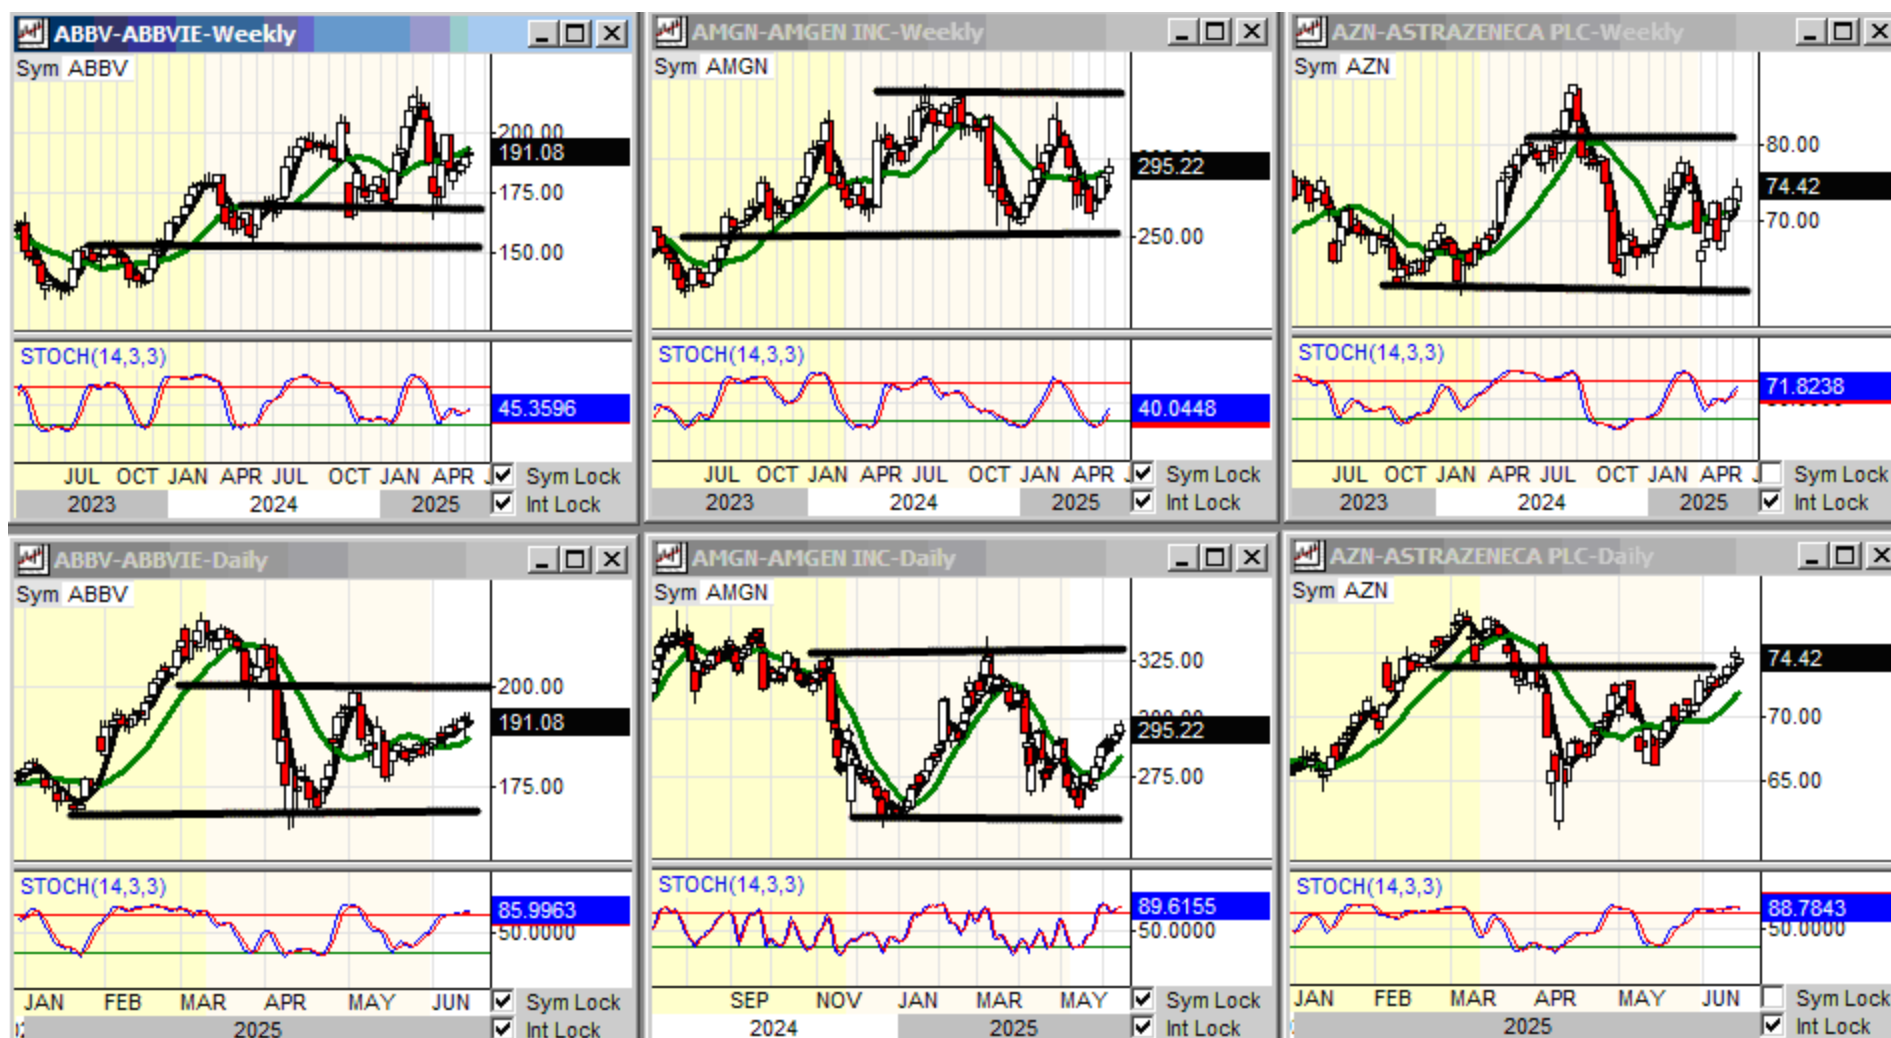 ABBV-ABBVIE-Weekly
Sym ABBV
200.00
191.08
175.00
150.00
STOCH(14,3,3)
45.3596
JUL OCT JAN APR JUL OCT JAN APR
Sym Lock
2023 2024 2025
Int Lock
AMGN-AMGEN INC-Weekly
Sym AMGN
295.22
250.00
STOCH(14,3,3)
40.0448
JUL OCT JAN APR JUL OCT JAN APR
Sym Lock
2023 2024 2025
Int Lock
AZN-ASTRAZENECA PLC-Weekly
Sym AZN
80.00
74.42
70.00
STOCH(14,3,3)
71.8238
JUL OCT JAN APR JUL OCT JAN APR
Sym Lock
2023 2024 2025
Int Lock
ABBV-ABBVIE-Daily
Sym ABBV
200.00
191.08
175.00
STOCH(14,3,3)
85.9963
50.0000
JAN FEB MAR APR MAY JUN
Sym Lock
2025
Int Lock
AMGN-AMGEN INC-Daily
Sym AMGN
325.00
295.22
275.00
STOCH(14,3,3)
89.6155
50.0000
SEP NOV JAN MAR MAY
Sym Lock
2024 2025
Int Lock
AZN-ASTRAZENECA PLC-Daily
Sym AZN
74.42
70.00
65.00
STOCH(14,3,3)
88.7843
50.0000
JAN FEB MAR APR MAY JUN
Sym Lock
2025
Int Lock